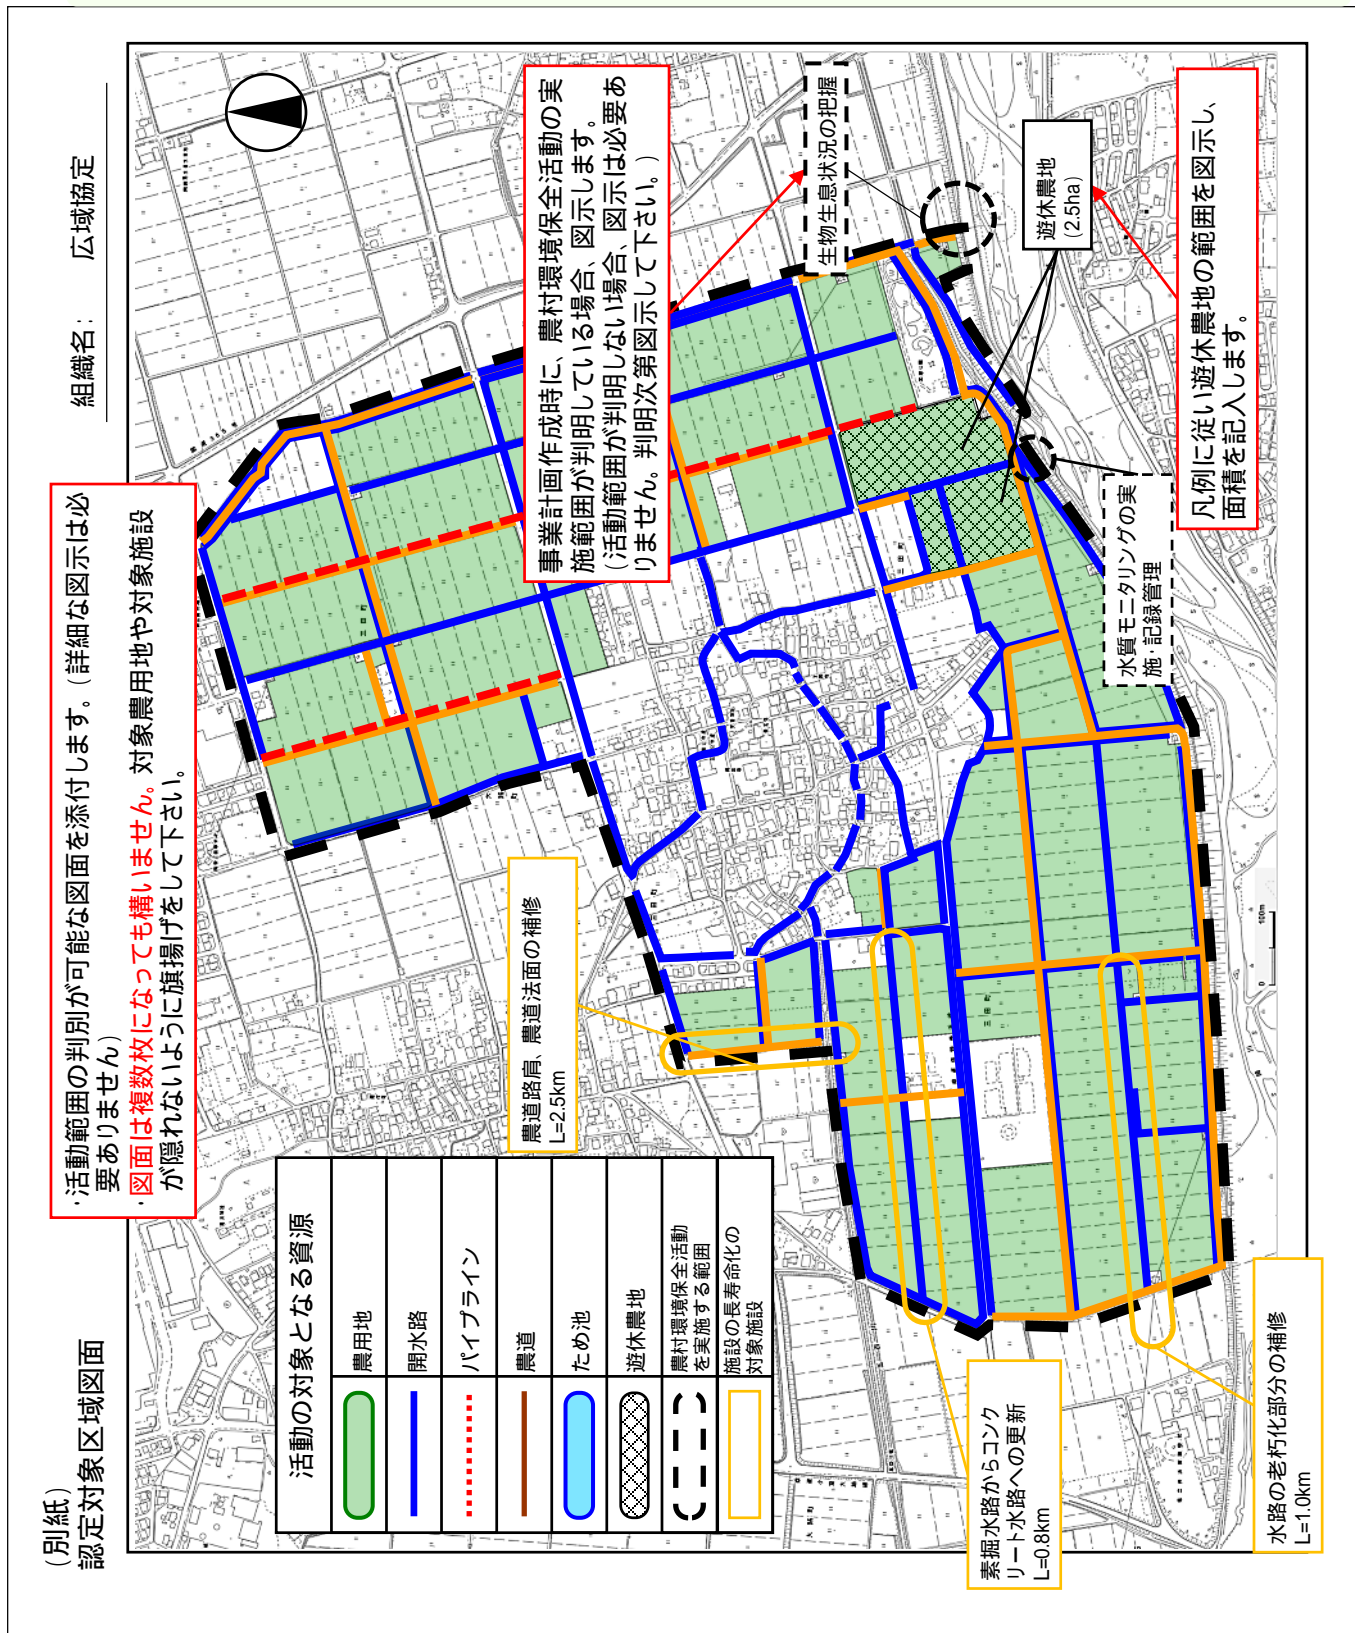 (別紙)
認定対象区域図面
組織名:　　広域協定
・活動範囲の判別が可能な図面を添付します。(詳細な図示は必
要ありません)
・図面は複数枚になっても構いません。対象農用地や対象施設
が隠れないように旗揚げをして下さい。
事業計画作成時に、農村環境保全活動の実
施範囲が判明している場合、図示します。
(活動範囲が判明しない場合、図示は必要あ
りません。判明次第図示して下さい。)
生物生息状況の把握
遊休農地
(2.5ha)
凡例に従い遊休農地の範囲を図示し、
面積を記入します。
水質モニタリングの実
施・記録管理
農道路肩、農道法面の補修
L=2.5km
活動の対象となる資源
農用地
開水路
パイプライン
農道
ため池
遊休農地
農村環境保全活動
を実施する範囲
施設の長寿命化の
対象施設
素掘水路からコンク
リート水路への更新
L=0.8km
水路の老朽化部分の補修
L=1.0km
三田町
三田町
三田町
三田町
0
100m